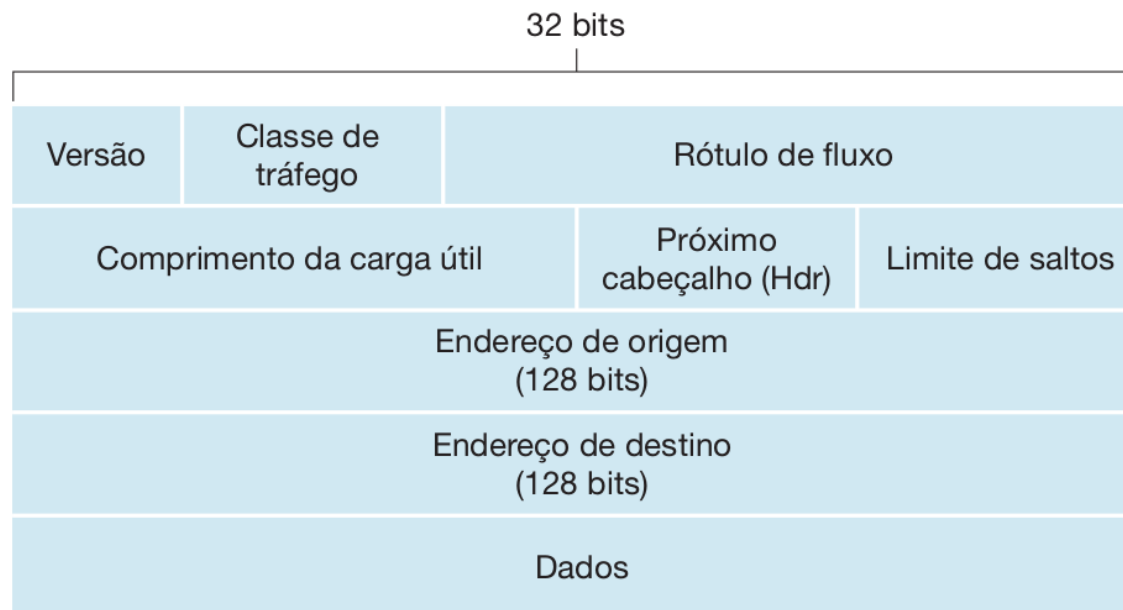 32 bits
Versão
Classe de
tráfego
Rótulo de fluxo
Comprimento da carga útil
Próximo
cabeçalho (Hdr)
Limite de saltos
Endereço de origem
(128 bits)
Endereço de destino
(128 bits)
Dados